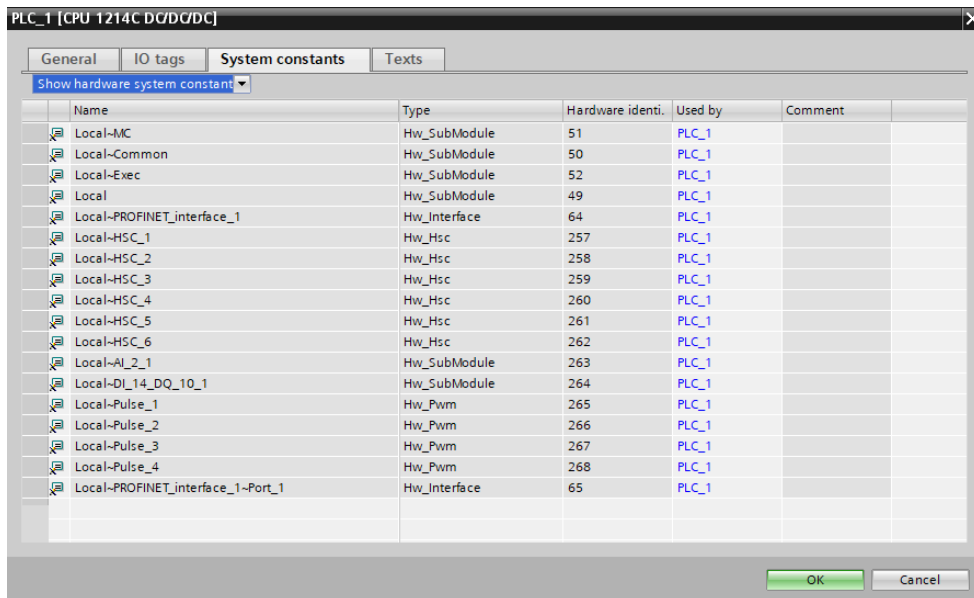 PLC_1 [CPU 1214C DC/DC/DC]
General IO tags System constants Texts
Show hardware system constant
Name Type Hardware identi. Used by Comment
Local~MC Hw_SubModule 51 PLC_1
Local~Common Hw_SubModule 50 PLC_1
Local~Exec Hw_SubModule 52 PLC_1
Local Hw_SubModule 49 PLC_1
Local~PROFINET_interface_1 Hw_Interface 64 PLC_1
Local~HSC_1 Hw_Hsc 257 PLC_1
Local~HSC_2 Hw_Hsc 258 PLC_1
Local~HSC_3 Hw_Hsc 259 PLC_1
Local~HSC_4 Hw_Hsc 260 PLC_1
Local~HSC_5 Hw_Hsc 261 PLC_1
Local~HSC_6 Hw_Hsc 262 PLC_1
Local~AI_2_1 Hw_SubModule 263 PLC_1
Local~DI_14_DQ_10_1 Hw_SubModule 264 PLC_1
Local~Pulse_1 Hw_Pwm 265 PLC_1
Local~Pulse_2 Hw_Pwm 266 PLC_1
Local~Pulse_3 Hw_Pwm 267 PLC_1
Local~Pulse_4 Hw_Pwm 268 PLC_1
Local~PROFINET_interface_1~Port_1 Hw_Interface 65 PLC_1
OK Cancel